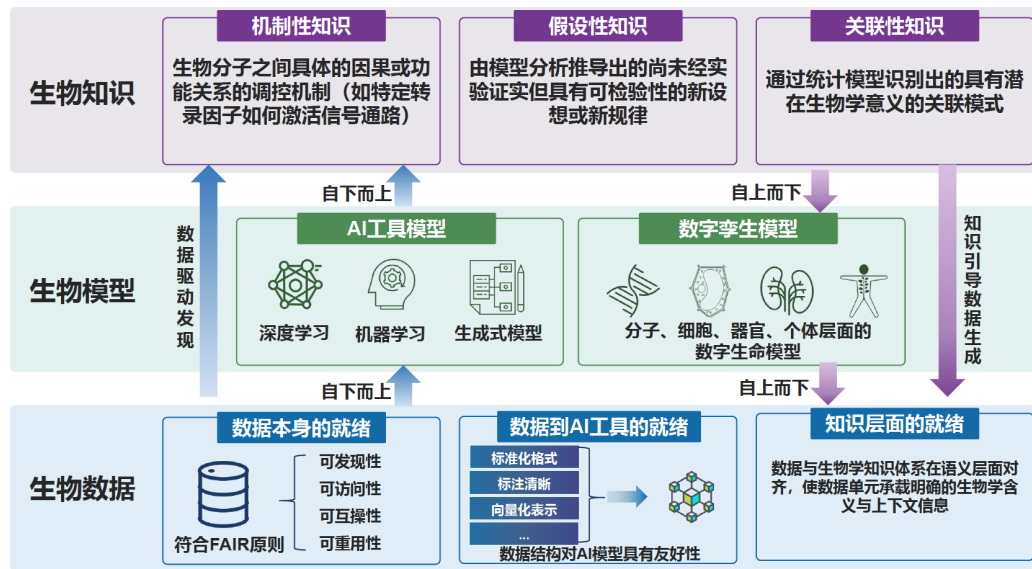 生物知识
机制性知识
生物分子之间具体的因果或功
能关系的调控机制（如特定转
录因子如何激活信号通路）
假设性知识
由模型分析推导出的尚未经实
验证实但具有可检验性的新设
想或新规律
关联性知识
通过统计模型识别出的具有潜
在生物学意义的关联模式
自下而上
自上而下
数据驱动发现
知识引导数据生成
生物模型
AI工具模型
深度学习
机器学习
生成式模型
数字孪生模型
分子、细胞、器官、个体层面的
数字生命模型
自下而上
自上而下
生物数据
数据本身的就绪
符合FAIR原则
可发现性
可访问性
可互操性
可重用性
数据到AI工具的就绪
标准化格式
标注清晰
向量化表示
...
数据结构对AI模型具有友好性
知识层面的就绪
数据与生物学知识体系在语义层面对
齐，使数据单元承载明确的生物学含
义与上下文信息